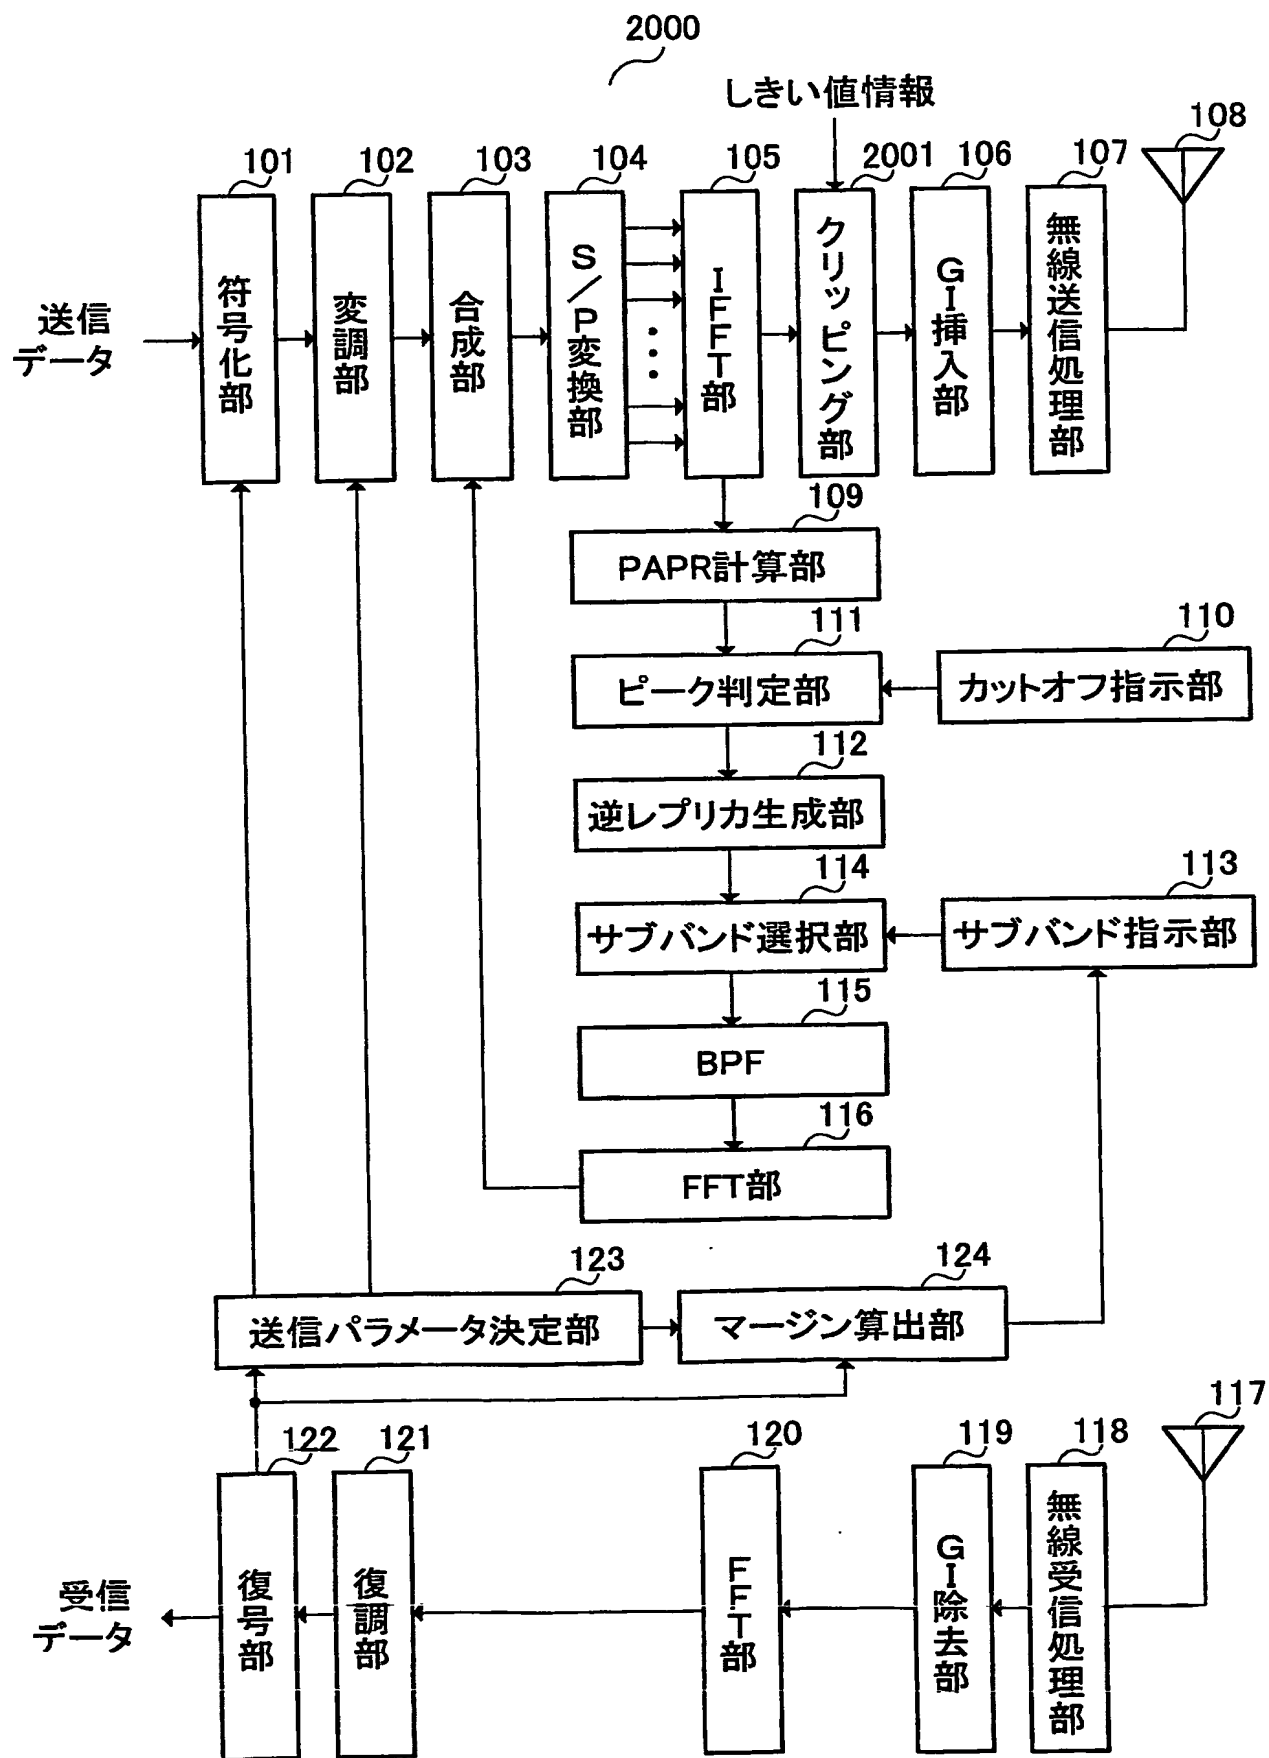 2000
しきい値情報
101
102
103
104
105
2001
106
107
108
送信
データ
符号化部
変調部
合成部
S/P変換部
IFFT部
クリッピング部
GI挿入部
無線送信処理部
109
PAPR計算部
111
110
ピーク判定部
カットオフ指示部
112
逆レプリカ生成部
114
113
サブバンド選択部
サブバンド指示部
115
BPF
116
FFT部
123
124
送信パラメータ決定部
マージン算出部
122
121
120
119
118
117
受信
データ
復号部
復調部
FFT部
GI除去部
無線受信処理部